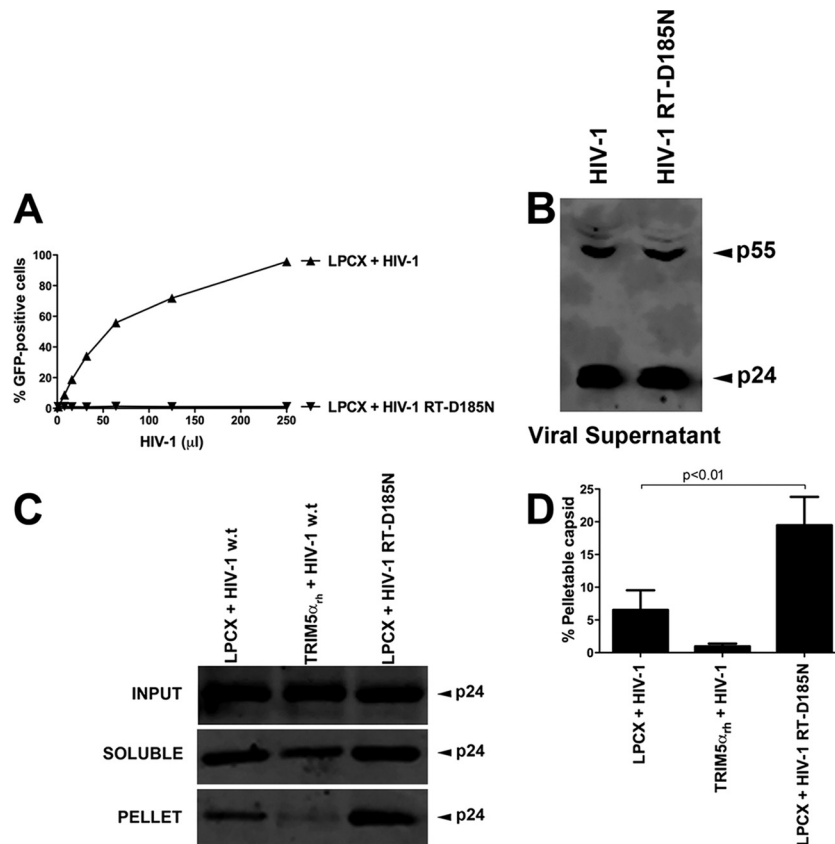 A
% GFP-positive cells
100
80
60
40
20
0
0 50 100 150 200 250
HIV-1 (µl)
LPCX + HIV-1
LPCX + HIV-1 RT-D185N
B
HIV-1
HIV-1 RT-D185N
p55
p24
Viral Supernatant
C
LPCX + HIV-1 w.t
TRIM5αrh + HIV-1 w.t
LPCX + HIV-1 RT-D185N
INPUT
p24
SOLUBLE
p24
PELLET
p24
D
p<0.01
% Pelletable capsid
25
20
15
10
5
0
LPCX + HIV-1
TRIM5αrh + HIV-1
LPCX + HIV-1 RT-D185N